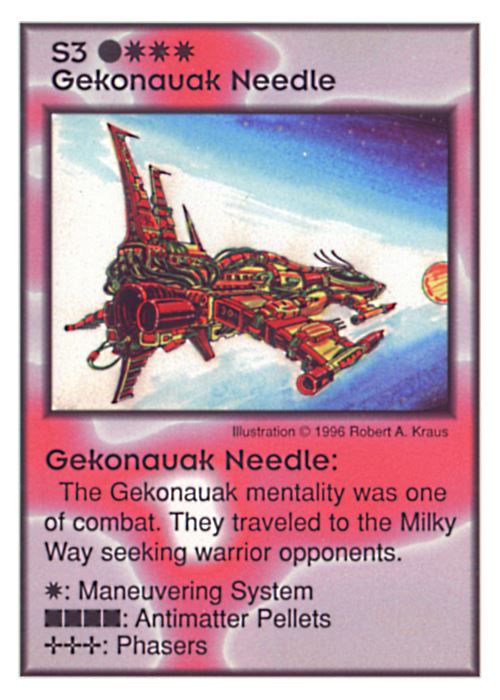 S3 ●✷✷✷
Gekonauak Needle
Illustration © 1996 Robert A. Kraus
Gekonauak Needle:
The Gekonauak mentality was one
of combat. They traveled to the Milky
Way seeking warrior opponents.
✷: Maneuvering System
■■■■: Antimatter Pellets
✢✢✢: Phasers